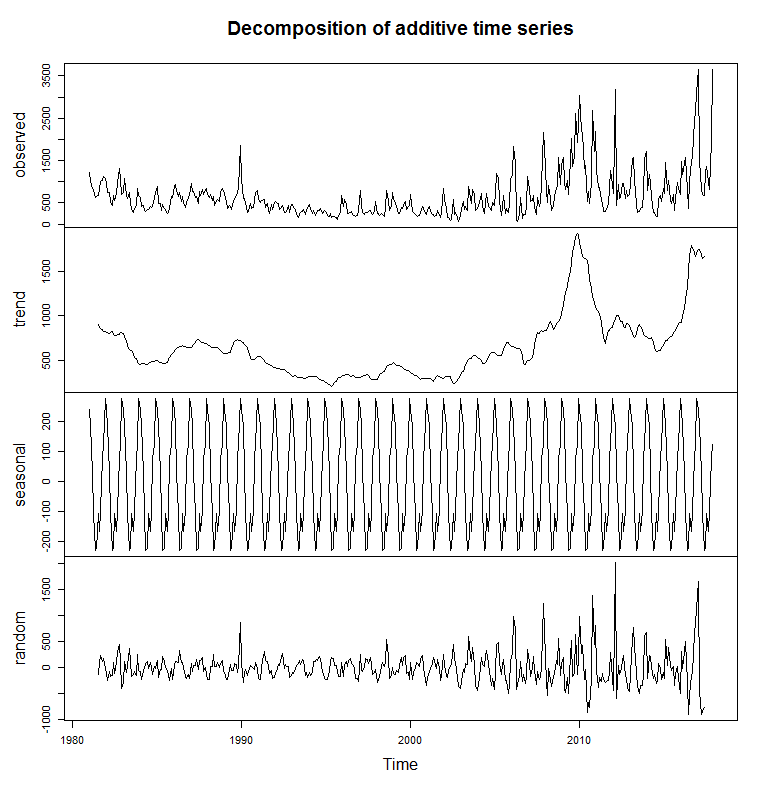 Decomposition of additive time series
observed
0 500 1500 2500 3500
trend
500 1000 1500
seasonal
-200 -100 0 100 200
random
-1000 0 500 1500
1980 1990 2000 2010
Time